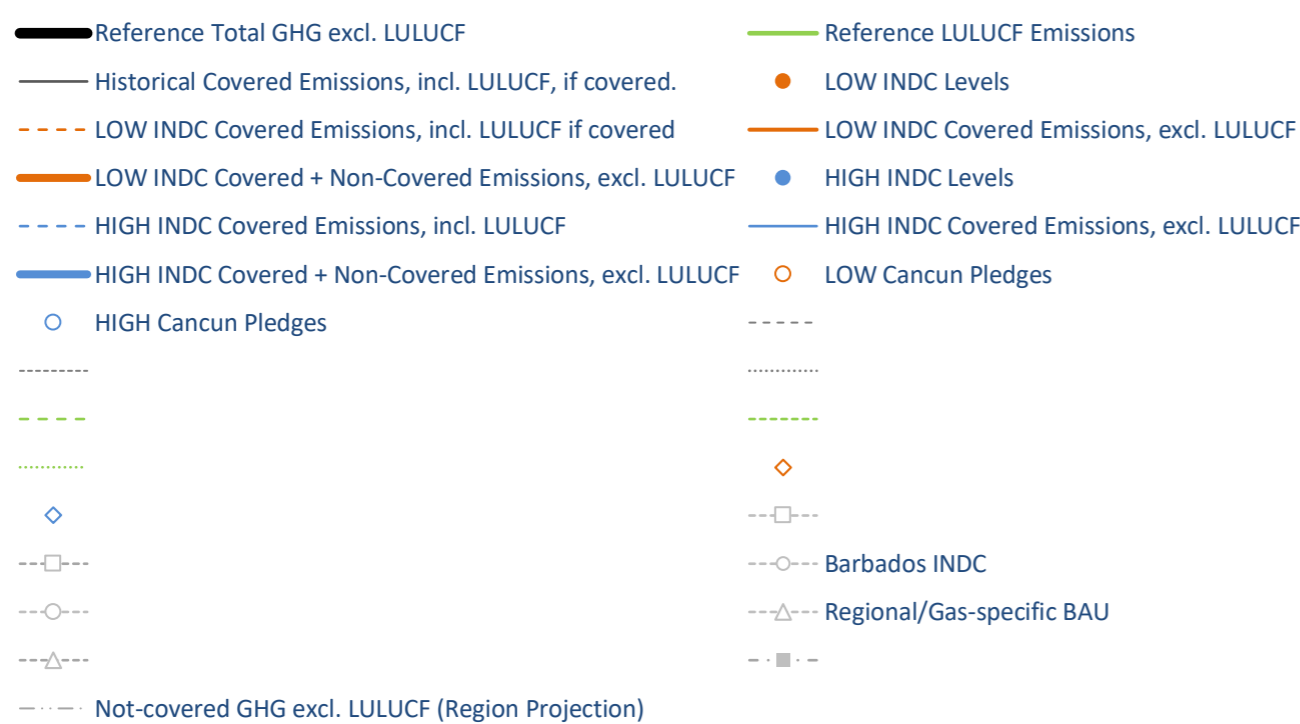 Reference Total GHG excl. LULUCF
Reference LULUCF Emissions
Historical Covered Emissions, incl. LULUCF, if covered.
LOW INDC Levels
LOW INDC Covered Emissions, incl. LULUCF if covered
LOW INDC Covered Emissions, excl. LULUCF
LOW INDC Covered + Non-Covered Emissions, excl. LULUCF
HIGH INDC Levels
HIGH INDC Covered Emissions, incl. LULUCF
HIGH INDC Covered Emissions, excl. LULUCF
HIGH INDC Covered + Non-Covered Emissions, excl. LULUCF
LOW Cancun Pledges
HIGH Cancun Pledges
Barbados INDC
Regional/Gas-specific BAU
Not-covered GHG excl. LULUCF (Region Projection)